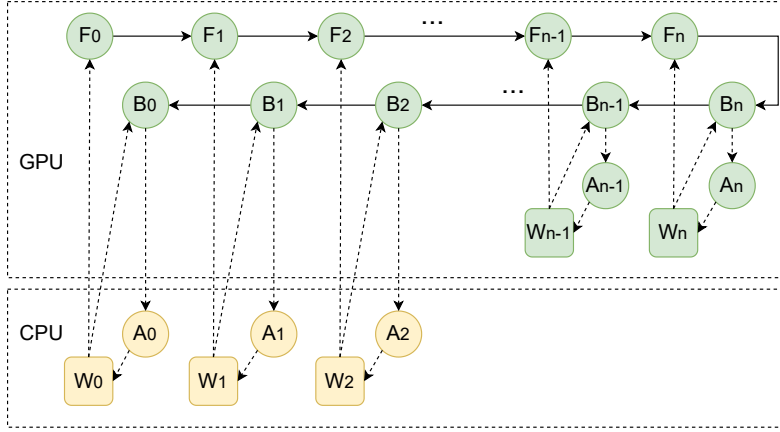 F0 F1 F2 ... Fn-1 Fn
B0 B1 B2 ... Bn-1 Bn
GPU
An-1 An
Wn-1 Wn
CPU
A0 A1 A2
W0 W1 W2